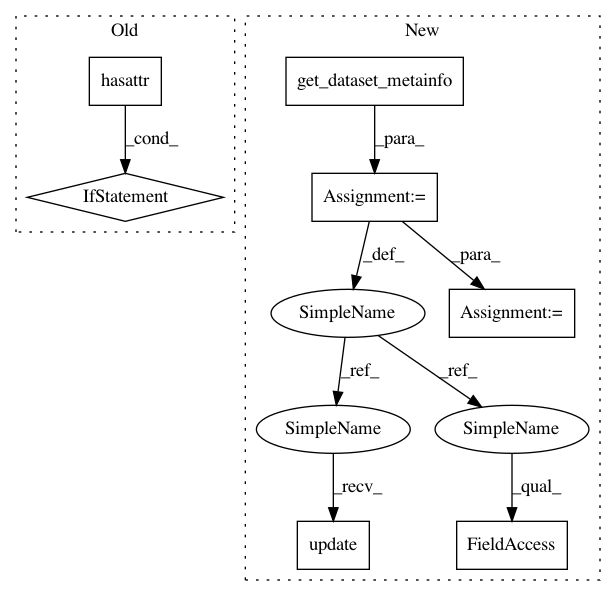 Old
New
hasattr
get_dataset_metainfo
_cond_
_para_
IfStatement
Assignment:=
_def_
_para_
SimpleName
Assignment:=
_ref_
_ref_
SimpleName
SimpleName
_recv_
_qual_
update
FieldAccess